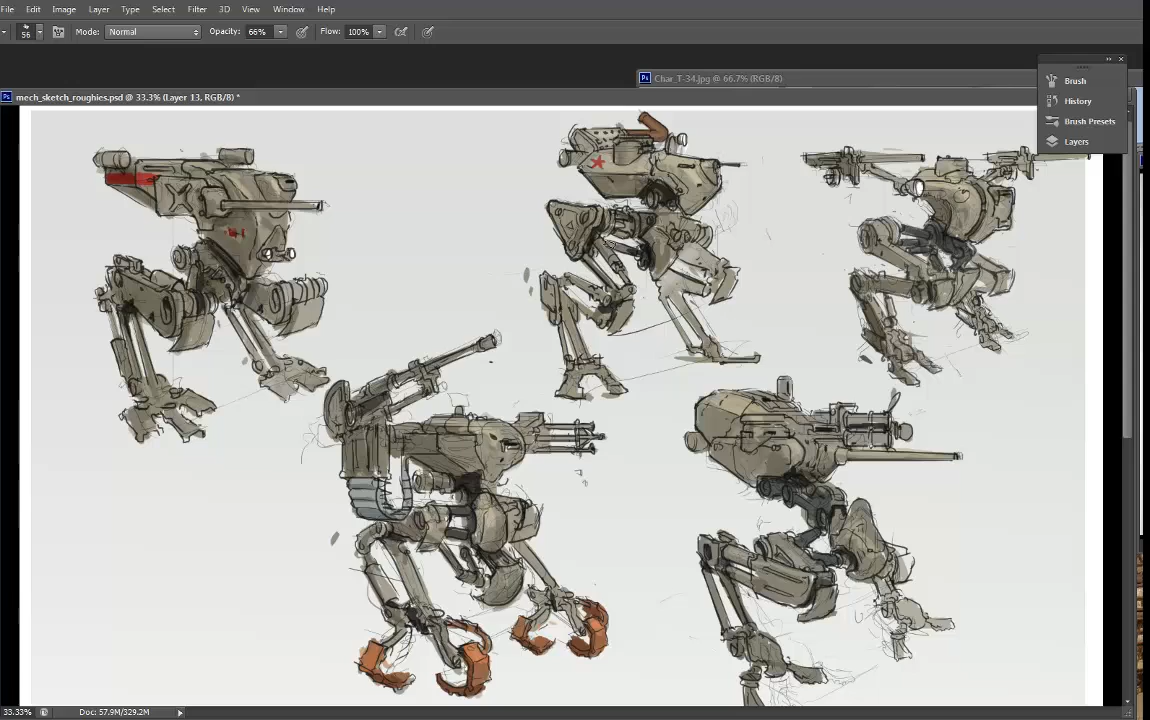 File Edit Image Layer Type Select Filter 3D View Window Help
56 Mode: Normal Opacity: 66% Flow: 100%
Char_T-34.jpg @ 66.7% (RGB/8)
mech_sketch_roughies.psd @ 33.3% (Layer 13, RGB/8) *
Brush
History
Brush Presets
Layers
33.33% Doc: 57.9M/329.2M